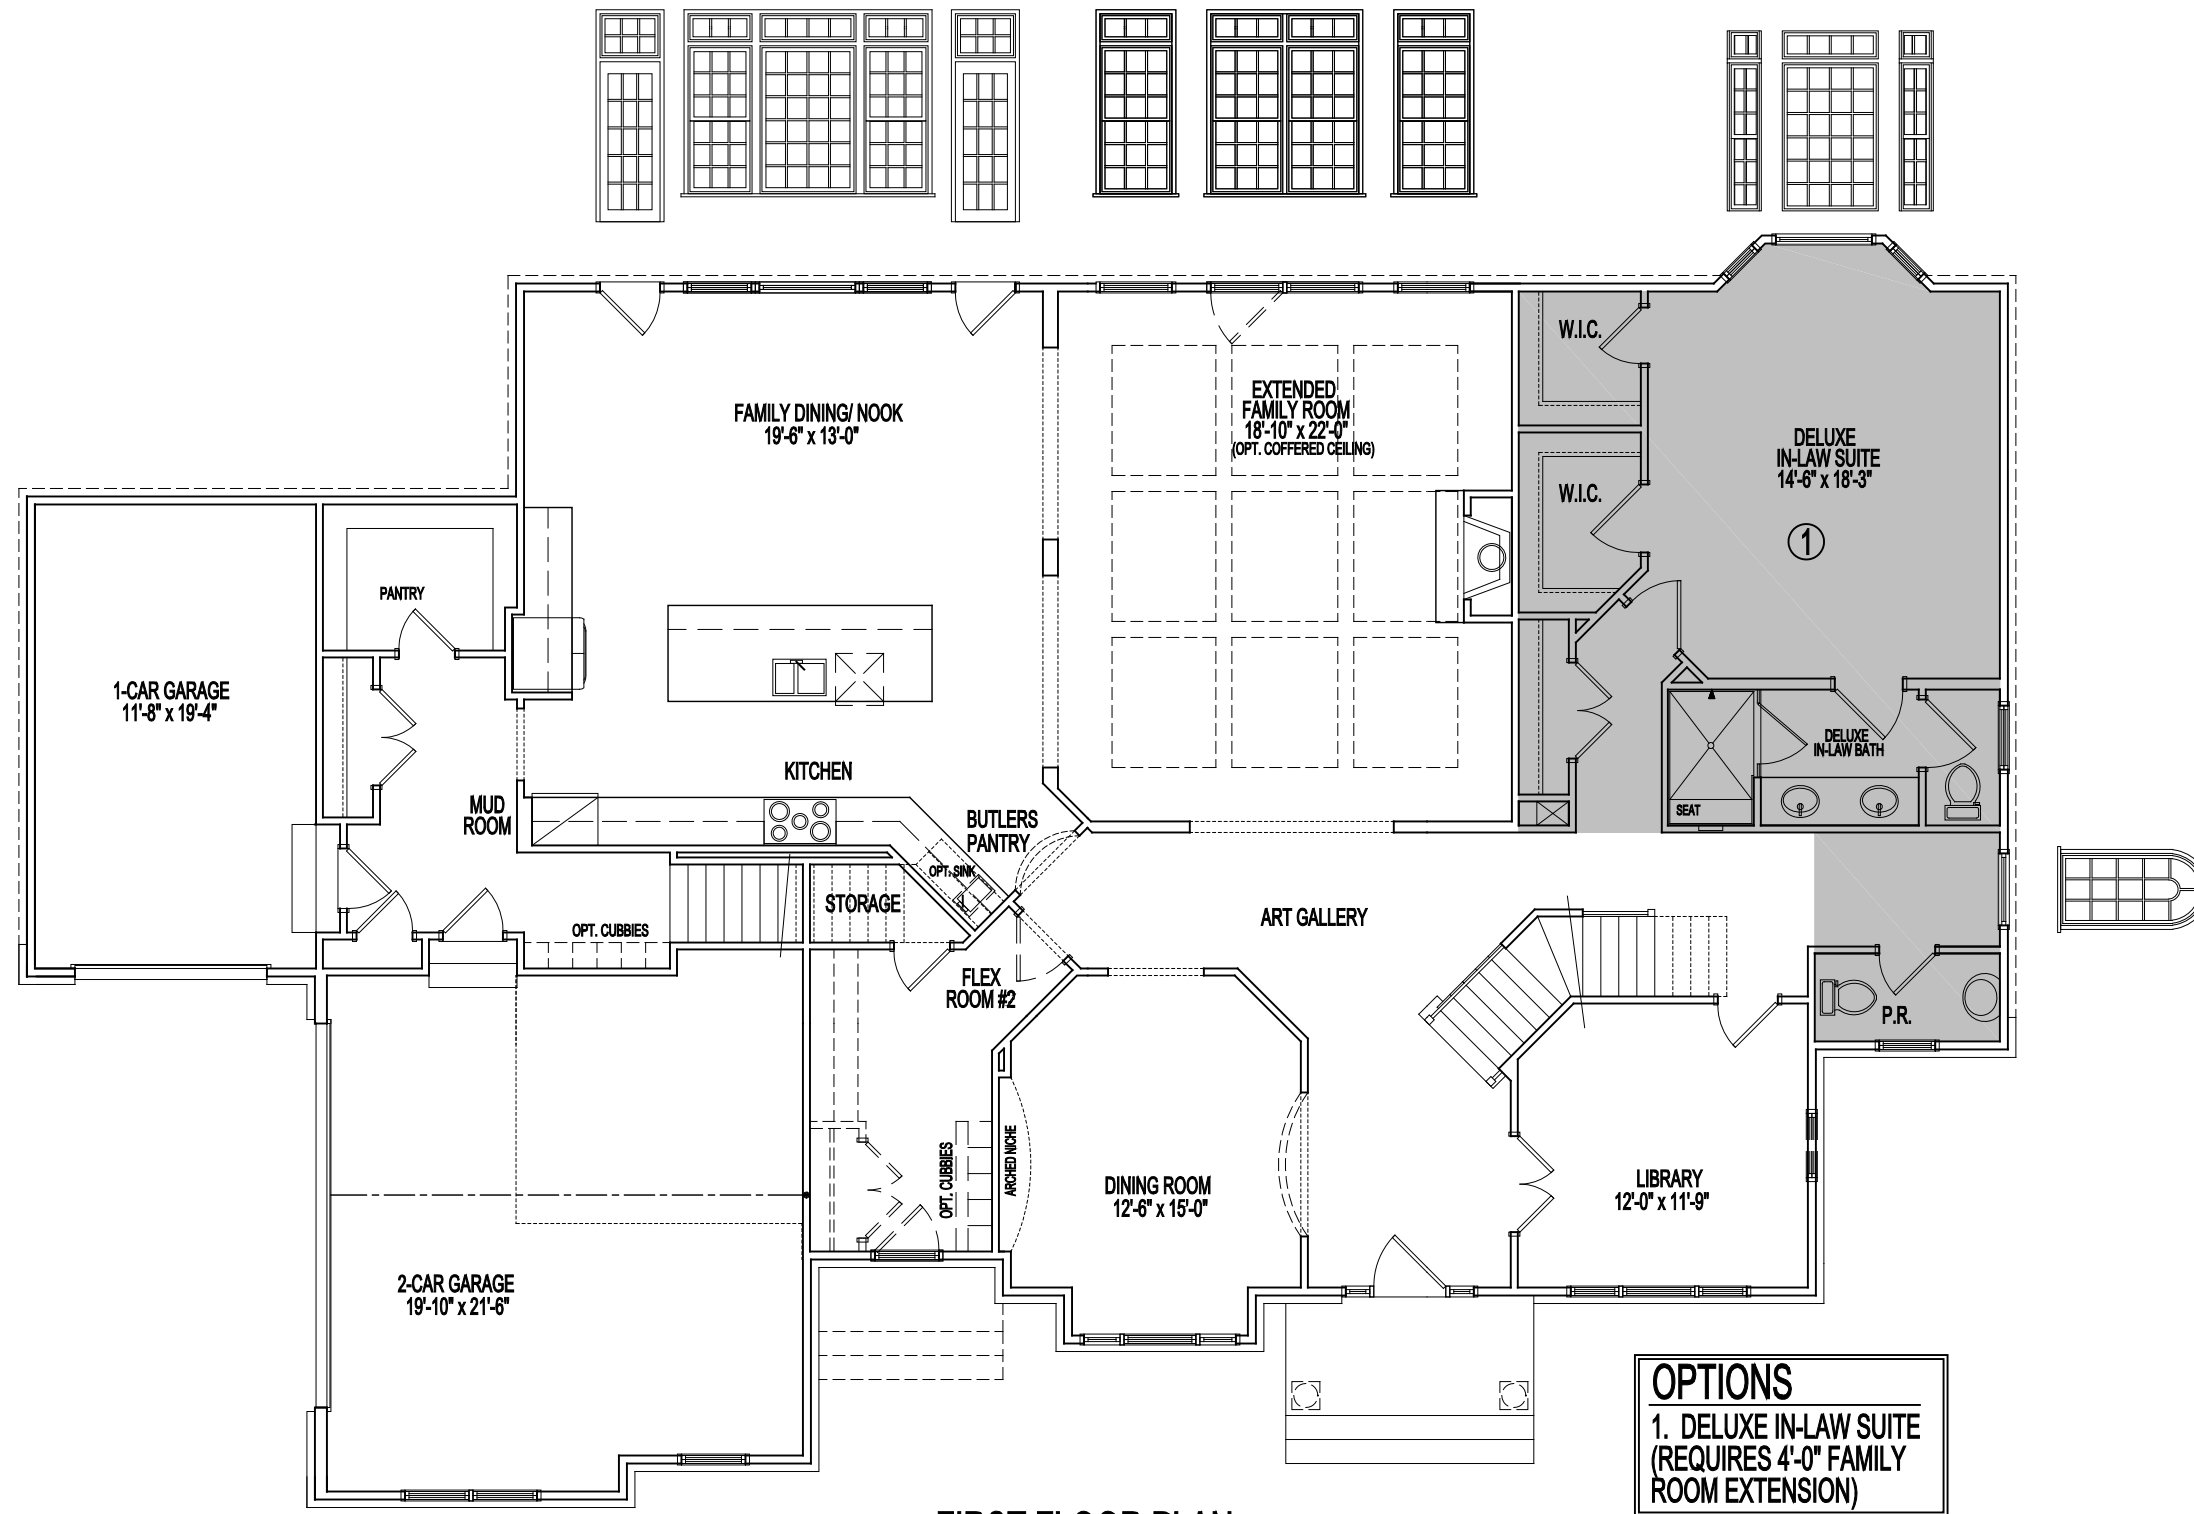 W.I.C.
FAMILY DINING/ NOOK
19'-6" x 13'-0"
EXTENDED
FAMILY ROOM
18'-10" x 22'-0"
(OPT. COFFERED CEILING)
DELUXE
IN-LAW SUITE
14'-6" x 18'-3"
W.I.C.
1
PANTRY
1-CAR GARAGE
11'-8" x 19'-4"
DELUXE
IN-LAW BATH
KITCHEN
MUD
ROOM
BUTLERS
PANTRY
SEAT
OPT. SINK
STORAGE
ART GALLERY
OPT. CUBBIES
FLEX
ROOM #2
P.R.
OPT. CUBBIES
ARCHED NICHE
DINING ROOM
12'-6" x 15'-0"
LIBRARY
12'-0" x 11'-9"
2-CAR GARAGE
19'-10" x 21'-6"
OPTIONS
1. DELUXE IN-LAW SUITE
(REQUIRES 4'-0" FAMILY
ROOM EXTENSION)
FIRST FLOOR PLAN